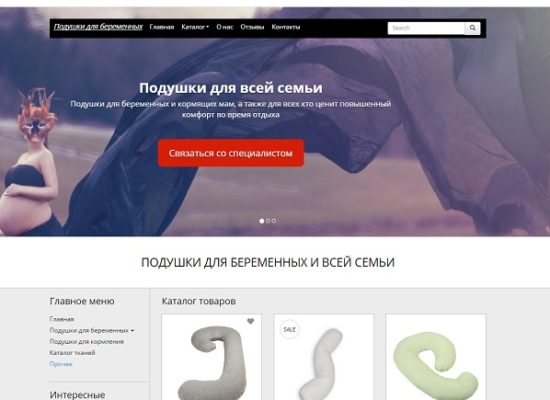 Подушки для беременных Главная Каталог О нас Отзывы Контакты Search
Подушки для всей семьи
Подушки для беременных и кормящих мам, а также для всех кто ценит повышенный
комфорт во время отдыха
Связаться со специалистом
ПОДУШКИ ДЛЯ БЕРЕМЕННЫХ И ВСЕЙ СЕМЬИ
Главное меню
Главная
Подушки для беременных
Подушки для кормления
Каталог тканей
Прочее
Интересные
Каталог товаров
SALE